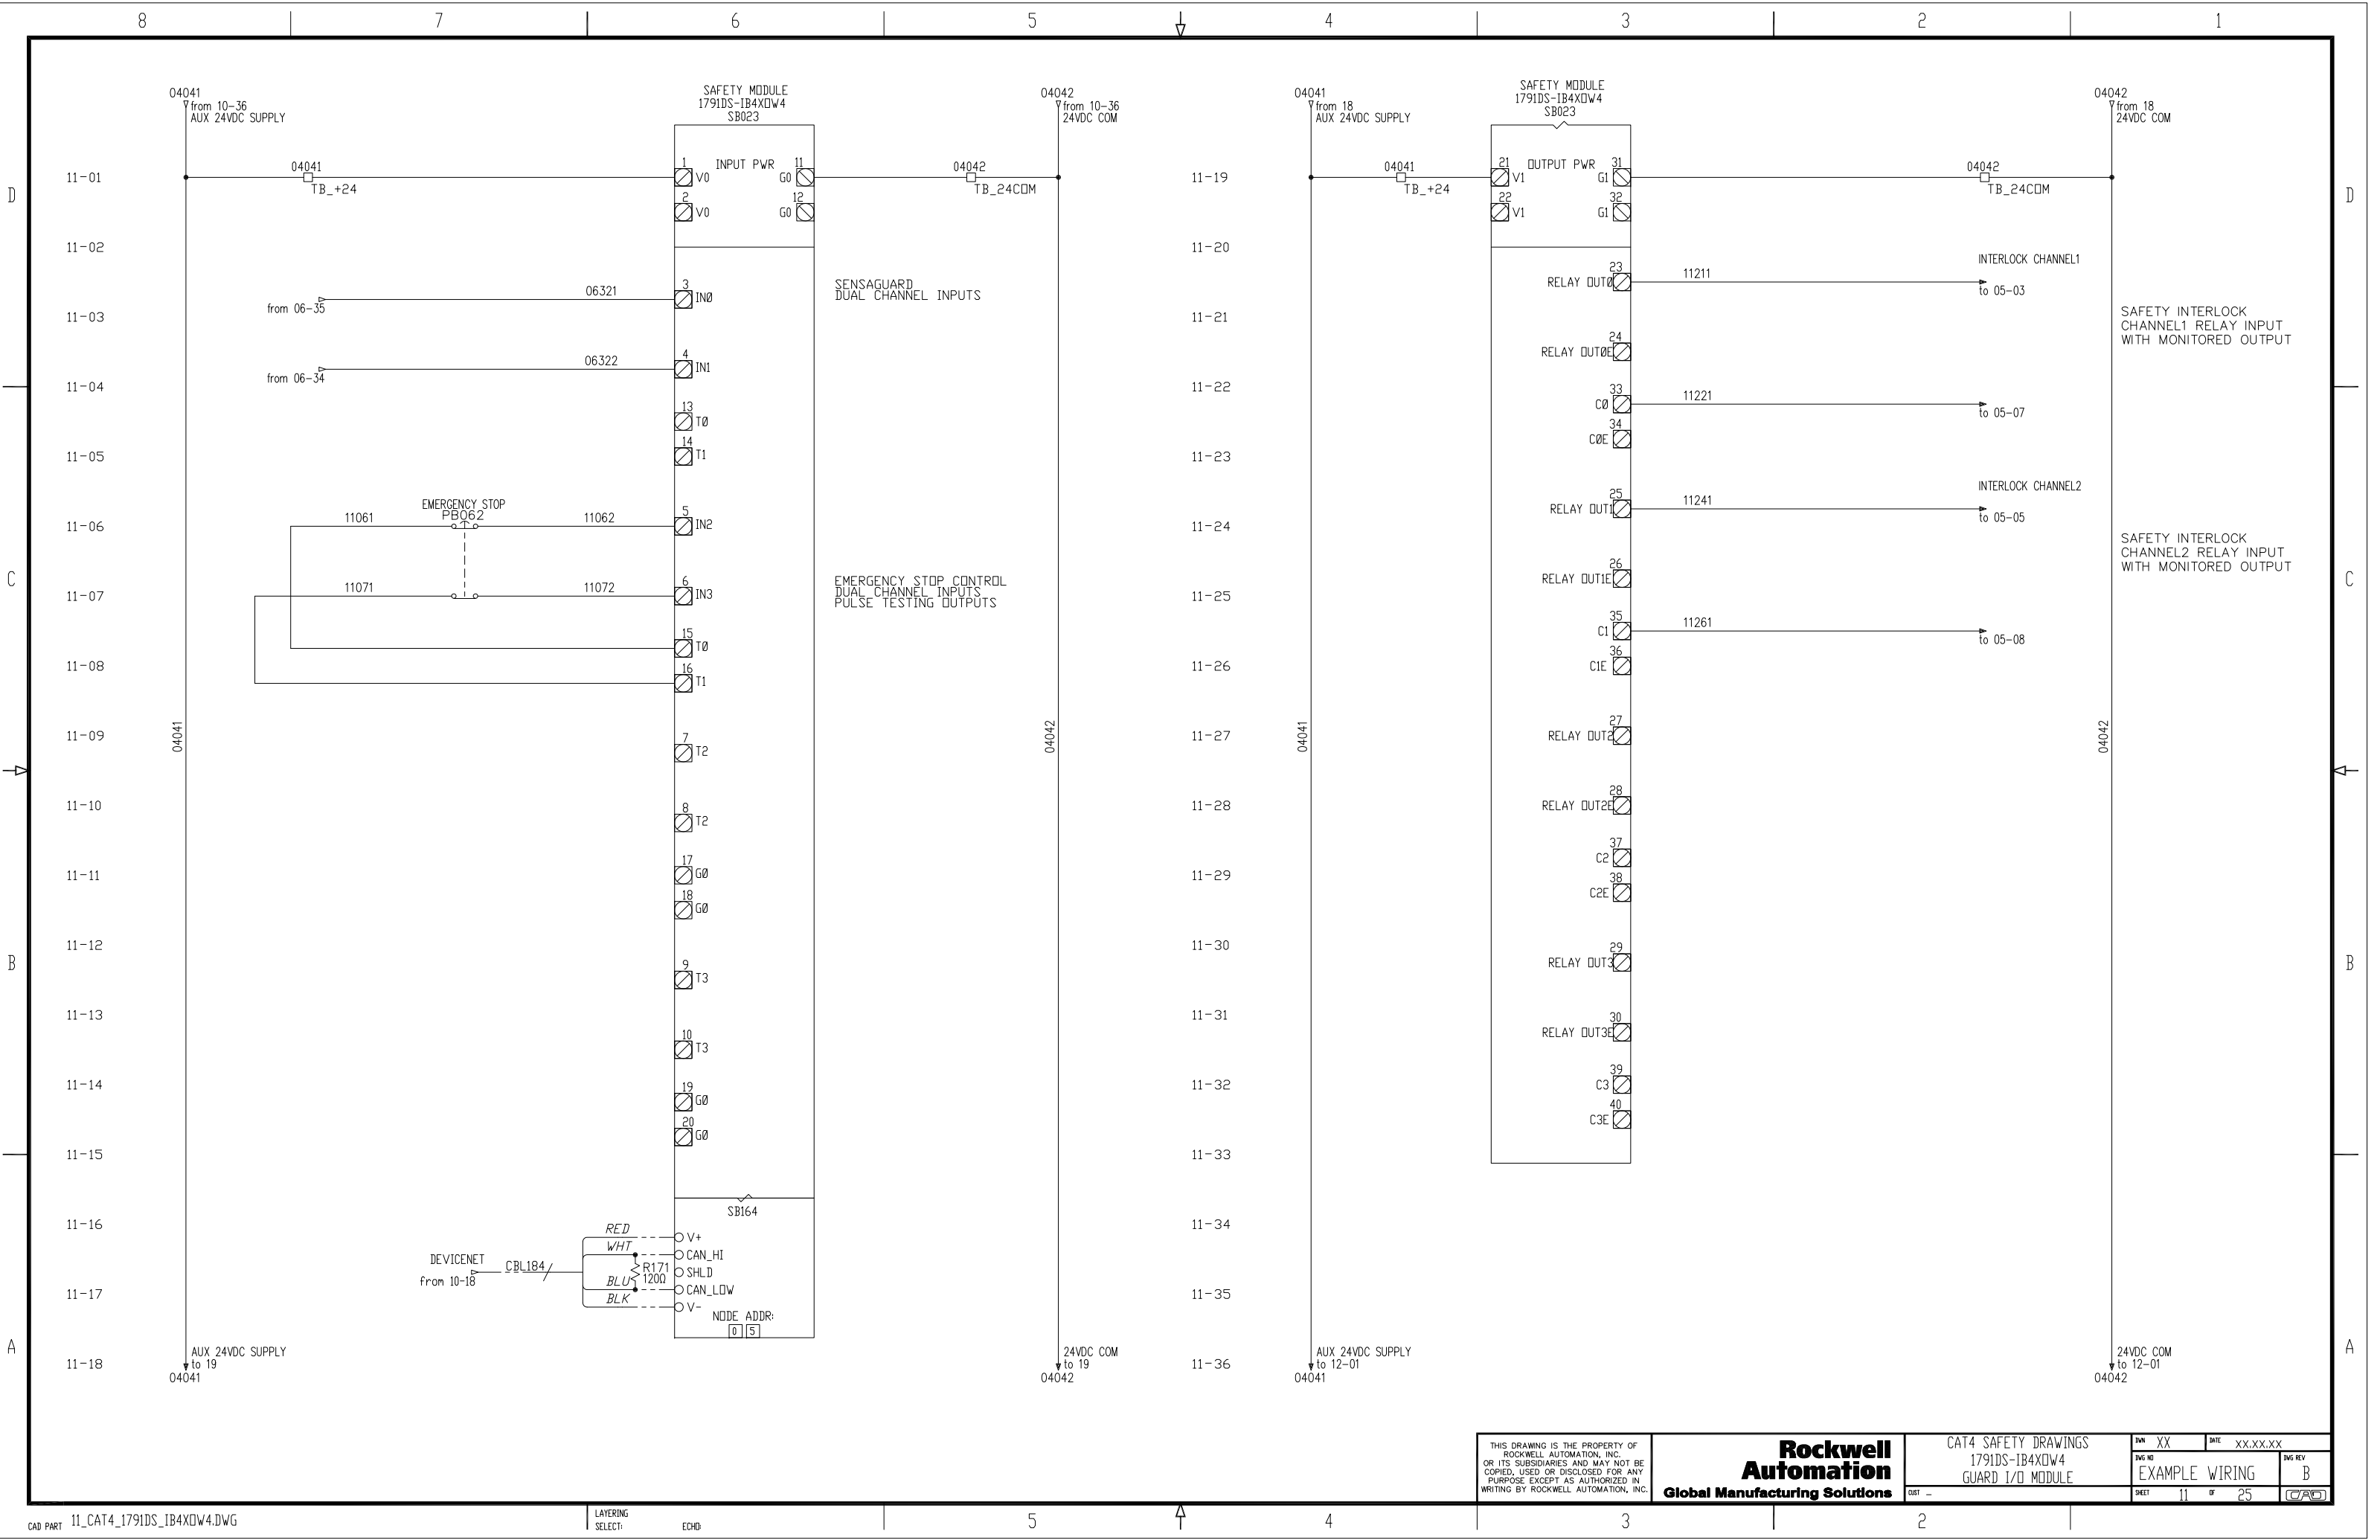 8 7 6 5 4 3 2 1
D
C
B
A
04041
from 10-36
AUX 24VDC SUPPLY
SAFETY MODULE
1791DS-IB4XOW4
SB023
04042
from 10-36
24VDC COM
11-01
04041
TB_+24
1 V0
INPUT PWR
11 G0
04042
TB_24COM
2 V0
12 G0
11-02
06321
from 06-35
3 IN0
SENSAGUARD
DUAL CHANNEL INPUTS
11-03
06322
from 06-34
4 IN1
11-04
13 T0
14 T1
11-05
EMERGENCY STOP
PB062
11061
11062
5 IN2
11-06
11071
11072
6 IN3
EMERGENCY STOP CONTROL
DUAL CHANNEL INPUTS
PULSE TESTING OUTPUTS
11-07
15 T0
11-08
16 T1
11-09
04041
04042
7 T2
11-10
8 T2
11-11
17 G0
18 G0
11-12
9 T3
11-13
10 T3
11-14
19 G0
20 G0
11-15
SB164
11-16
RED
V+
WHT
CAN_HI
DEVICENET
from 10-18
CBL184
R171
120Ω
SHLD
BLU
CAN_LOW
11-17
BLK
V-
NODE ADDR:
0 5
11-18
AUX 24VDC SUPPLY
to 19
04041
24VDC COM
to 19
04042
04041
from 18
AUX 24VDC SUPPLY
SAFETY MODULE
1791DS-IB4XOW4
SB023
04042
from 18
24VDC COM
11-19
04041
TB_+24
21 V1
OUTPUT PWR
31 G1
04042
TB_24COM
22 V1
32 G1
11-20
INTERLOCK CHANNEL1
23 RELAY OUT0
11211
to 05-03
11-21
SAFETY INTERLOCK
CHANNEL1 RELAY INPUT
WITH MONITORED OUTPUT
24 RELAY OUT0E
11-22
33 C0
11221
to 05-07
34 C0E
11-23
INTERLOCK CHANNEL2
25 RELAY OUT1
11241
to 05-05
11-24
SAFETY INTERLOCK
CHANNEL2 RELAY INPUT
WITH MONITORED OUTPUT
26 RELAY OUT1E
11-25
35 C1
11261
to 05-08
36 C1E
11-26
27 RELAY OUT2
11-27
04041
04042
28 RELAY OUT2E
11-28
37 C2
11-29
38 C2E
11-30
29 RELAY OUT3
11-31
30 RELAY OUT3E
11-32
39 C3
40 C3E
11-33
11-34
11-35
11-36
AUX 24VDC SUPPLY
to 12-01
04041
24VDC COM
to 12-01
04042
D
C
B
A
THIS DRAWING IS THE PROPERTY OF
ROCKWELL AUTOMATION, INC.
OR ITS SUBSIDIARIES AND MAY NOT BE
COPIED, USED OR DISCLOSED FOR ANY
PURPOSE EXCEPT AS AUTHORIZED IN
WRITING BY ROCKWELL AUTOMATION, INC.
Rockwell
Automation
Global Manufacturing Solutions
CAT4 SAFETY DRAWINGS
1791DS-IB4XOW4
GUARD I/O MODULE
CUST -
DWN XX
DATE XX.XX.XX
DWG NO
EXAMPLE WIRING
DWG REV
B
SHEET 11 OF 25
CAD
CAD PART 11_CAT4_1791DS_IB4XOW4.DWG
LAYERING
SELECT:
ECHO:
5 4 3 2